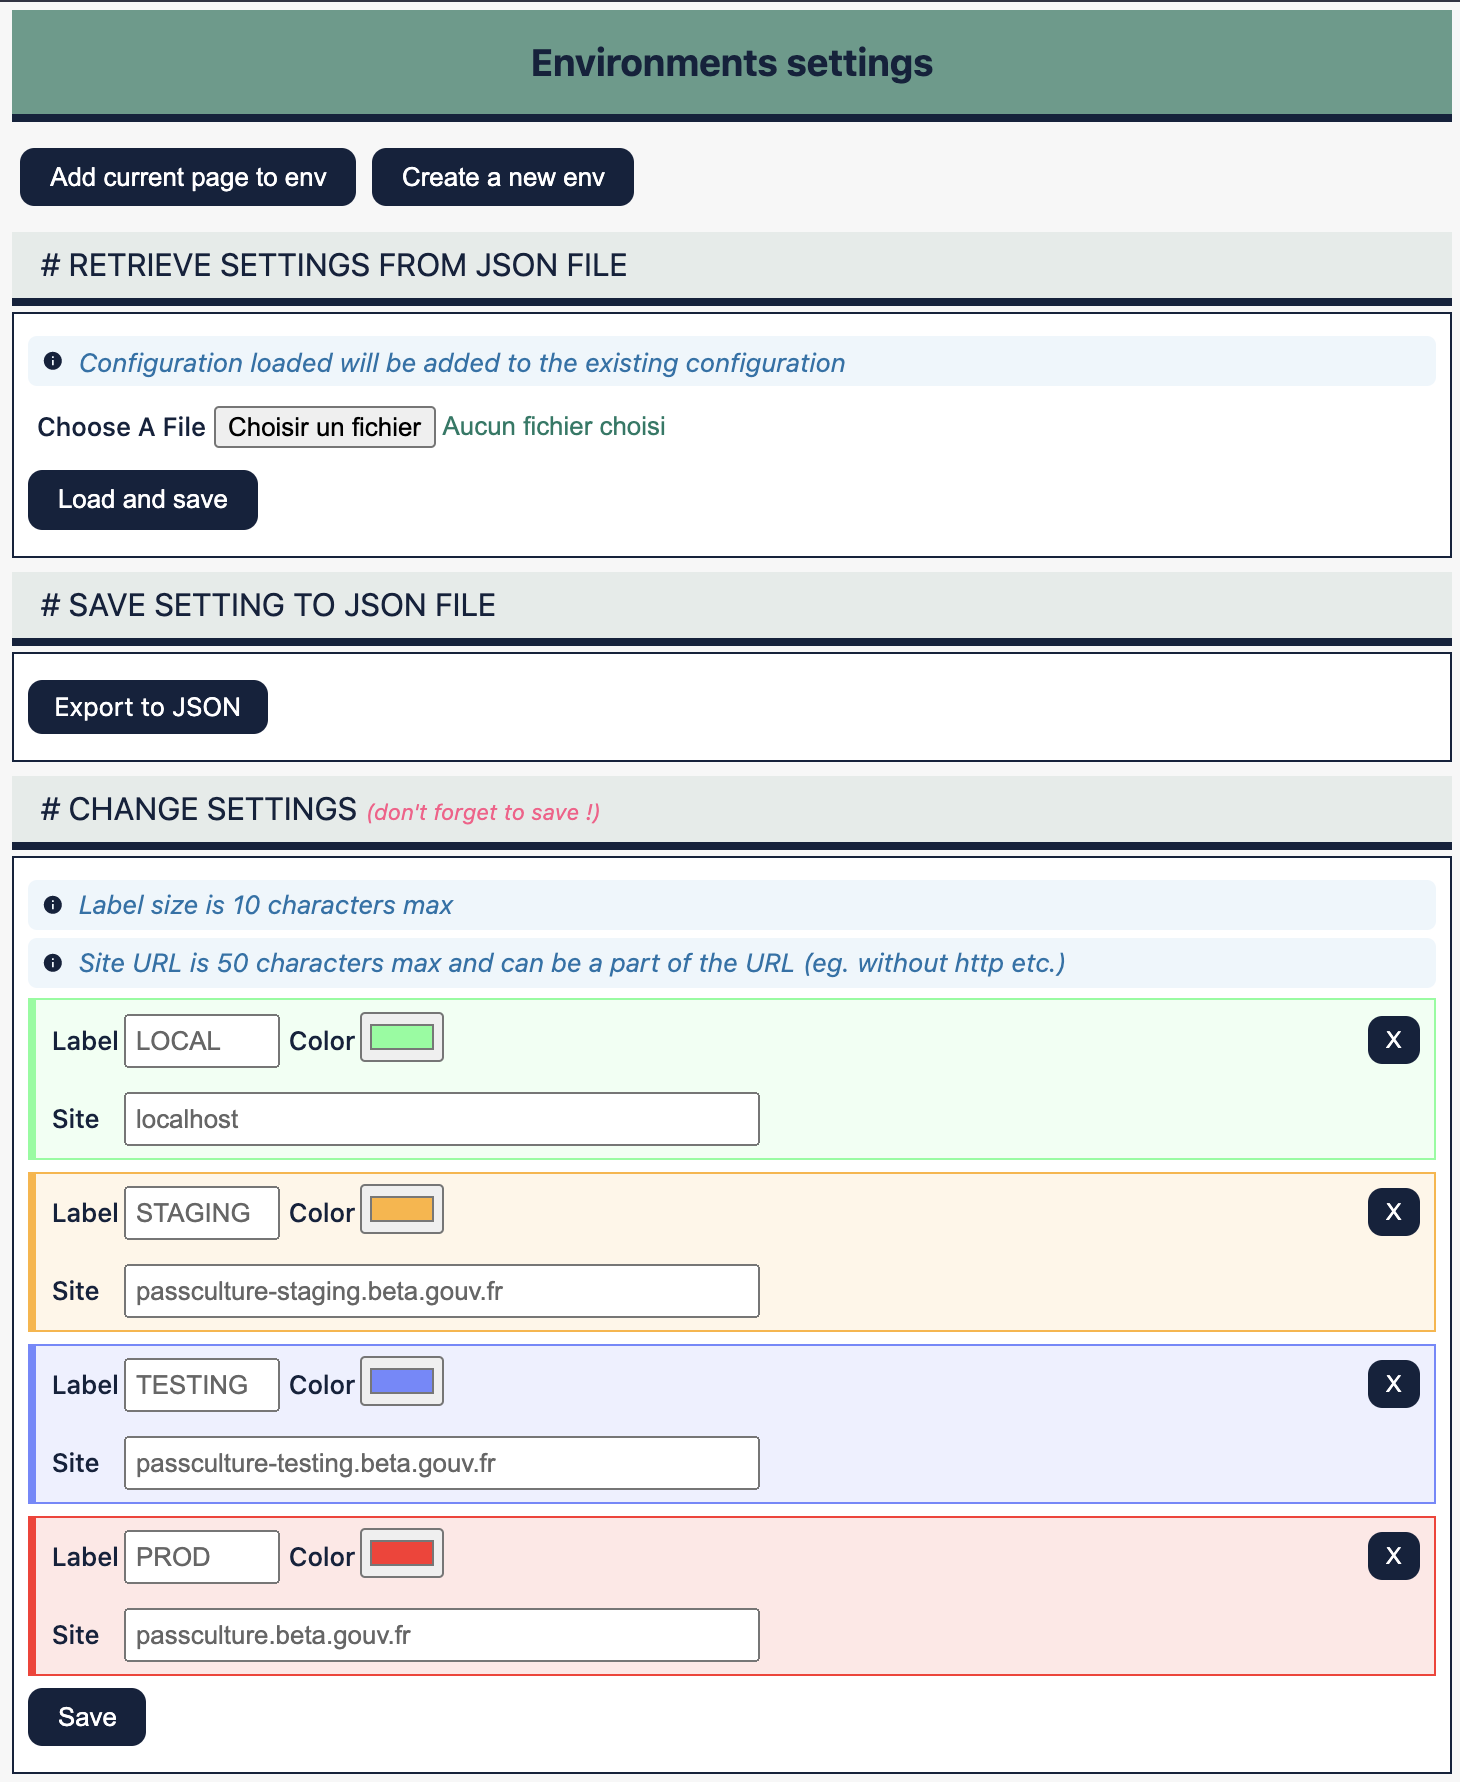 Environments settings
Add current page to env Create a new env
# RETRIEVE SETTINGS FROM JSON FILE
Configuration loaded will be added to the existing configuration
Choose A File Choisir un fichier Aucun fichier choisi
Load and save
# SAVE SETTING TO JSON FILE
Export to JSON
# CHANGE SETTINGS (don't forget to save !)
Label size is 10 characters max
Site URL is 50 characters max and can be a part of the URL (eg. without http etc.)
Label LOCAL Color X
Site localhost
Label STAGING Color X
Site passculture-staging.beta.gouv.fr
Label TESTING Color X
Site passculture-testing.beta.gouv.fr
Label PROD Color X
Site passculture.beta.gouv.fr
Save